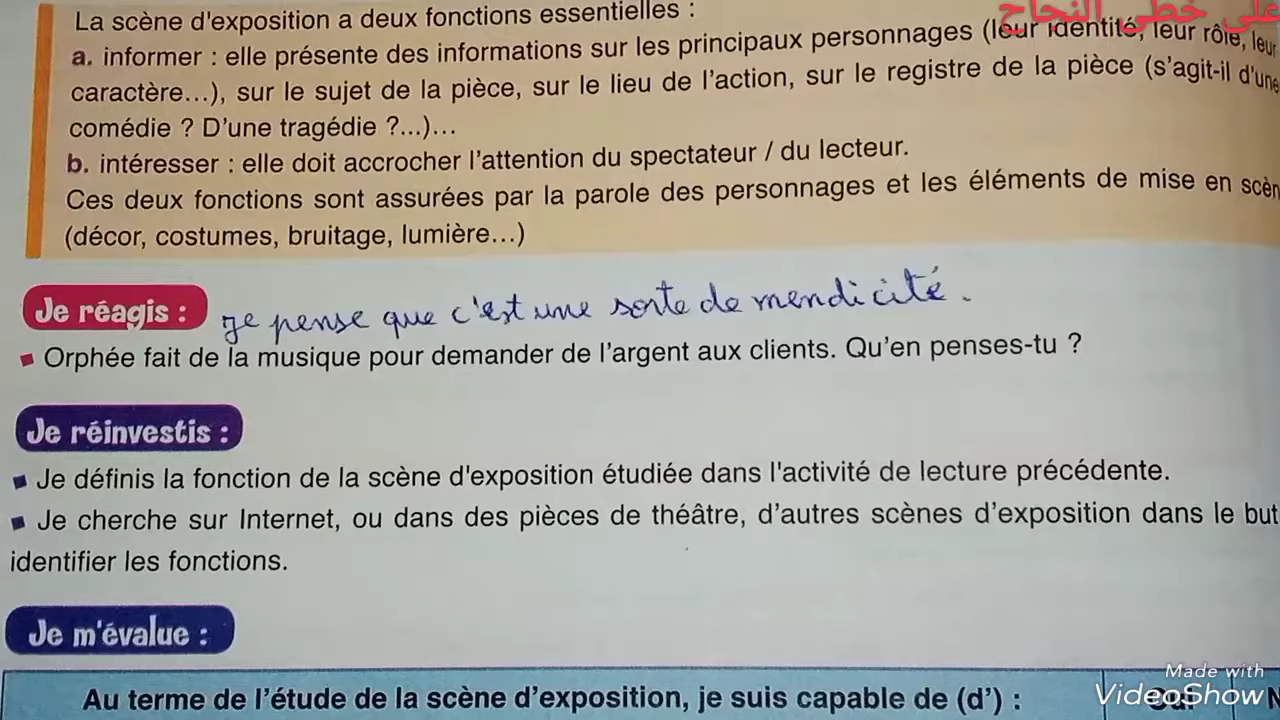 La scène d'exposition a deux fonctions essentielles :
على خطى النجاح
a. informer : elle présente des informations sur les principaux personnages (leur identité, leur rôle, leur
caractère...), sur le sujet de la pièce, sur le lieu de l'action, sur le registre de la pièce (s'agit-il d'une
comédie ? D'une tragédie ?...)...
b. intéresser : elle doit accrocher l'attention du spectateur / du lecteur.
Ces deux fonctions sont assurées par la parole des personnages et les éléments de mise en scèn
(décor, costumes, bruitage, lumière...)
Je réagis : je pense que c'est une sorte de mendicité.
Orphée fait de la musique pour demander de l'argent aux clients. Qu'en penses-tu ?
Je réinvestis :
Je définis la fonction de la scène d'exposition étudiée dans l'activité de lecture précédente.
Je cherche sur Internet, ou dans des pièces de théâtre, d'autres scènes d'exposition dans le but
identifier les fonctions.
Je m'évalue :
Au terme de l'étude de la scène d'exposition, je suis capable de (d') : Oui N
Made with
VideoShow